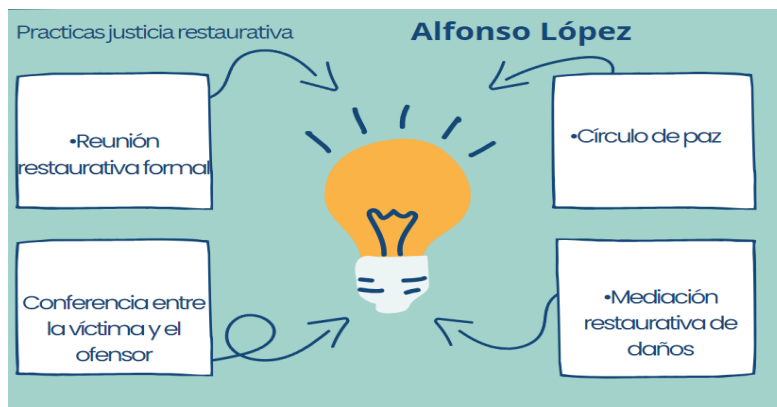 Practicas justicia restaurativa
Alfonso López
•Reunión
restaurativa formal
•Círculo de paz
Conferencia entre
la víctima y el
ofensor
•Mediación
restaurativa de
daños